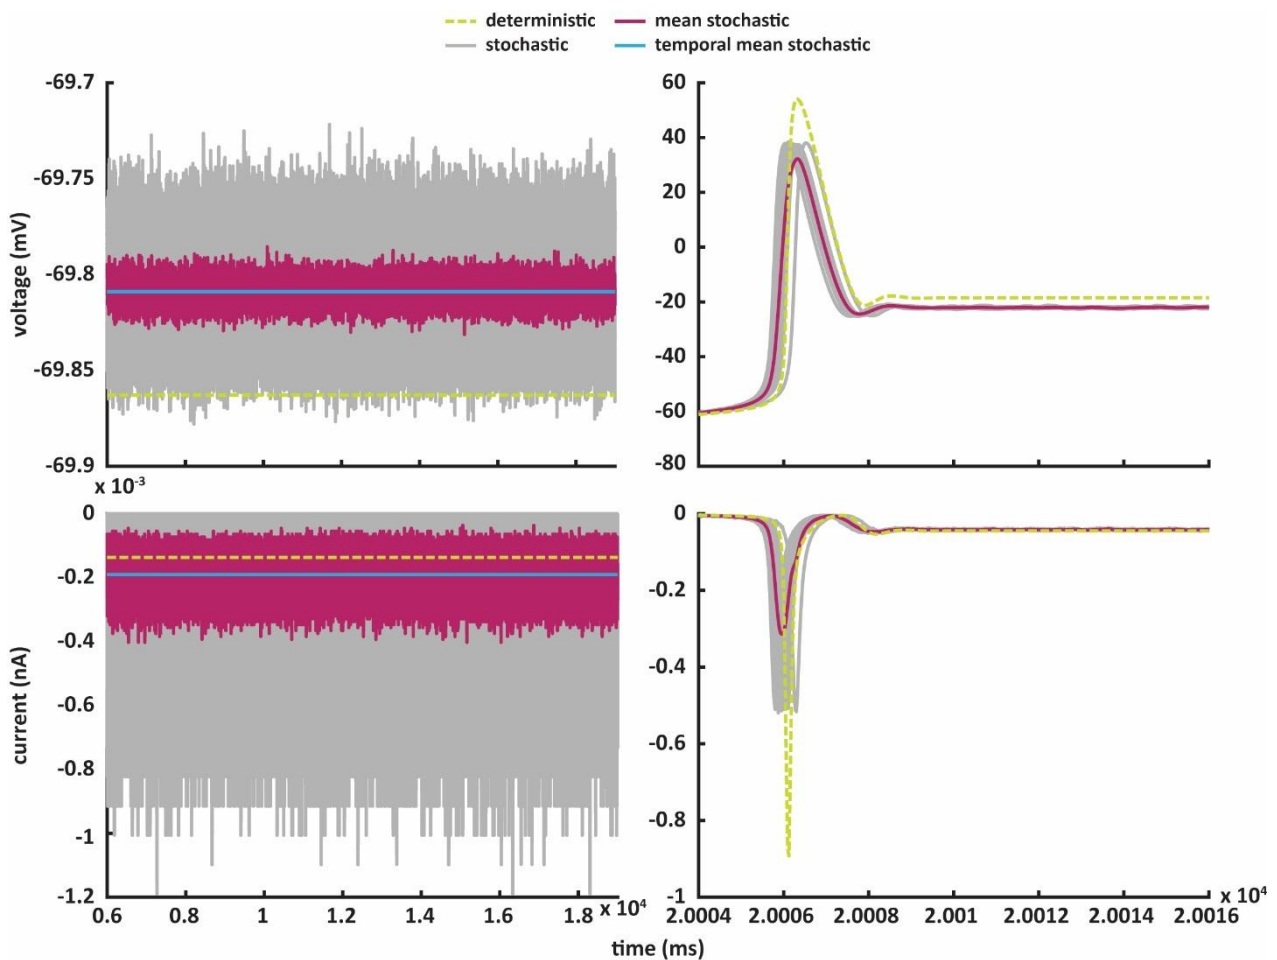 deterministic
mean stochastic
stochastic
temporal mean stochastic
-69.7
-69.75
-69.8
-69.85
-69.9
voltage (mV)
60
40
20
0
-20
-40
-60
-80
x 10-3
0
-0.2
-0.4
-0.6
-0.8
-1
-1.2
current (nA)
0.6 0.8 1 1.2 1.4 1.6 1.8 x 10⁴
0
-0.2
-0.4
-0.6
-0.8
-1
2.0004 2.0006 2.0008 2.001 2.0012 2.0014 2.0016
x 10⁴
time (ms)